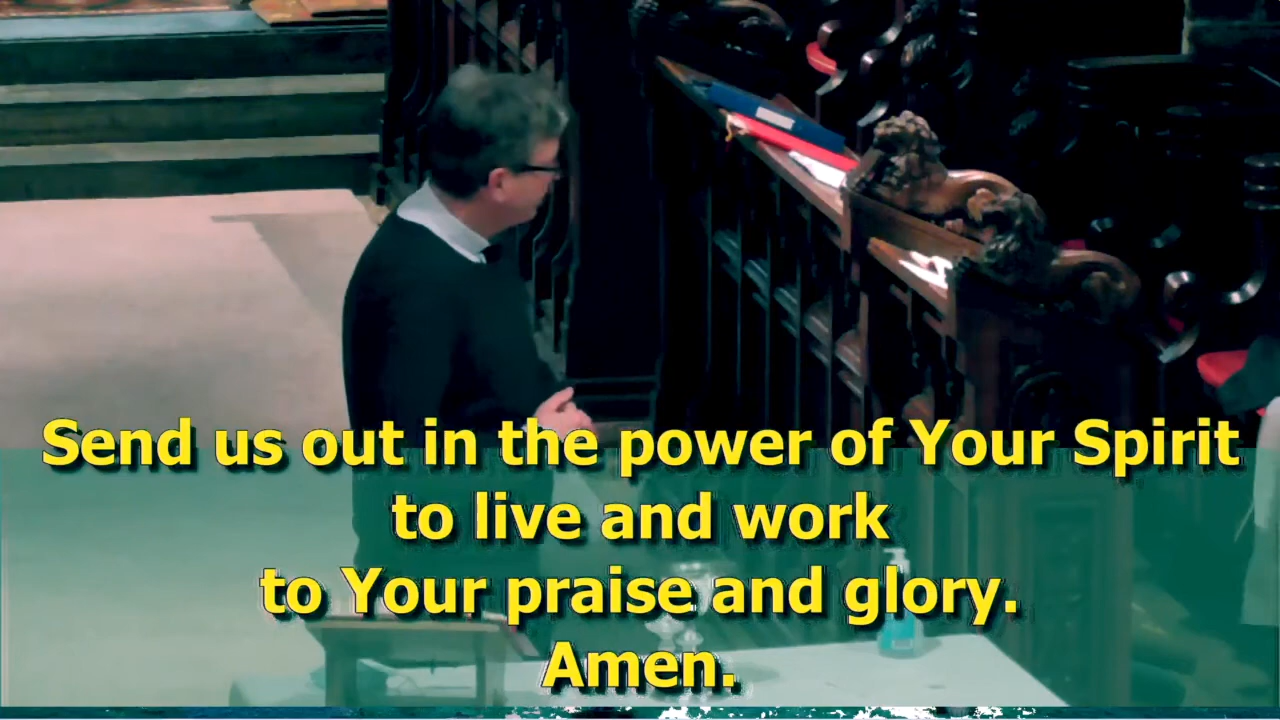 Send us out in the power of Your Spirit
to live and work
to Your praise and glory.
Amen.